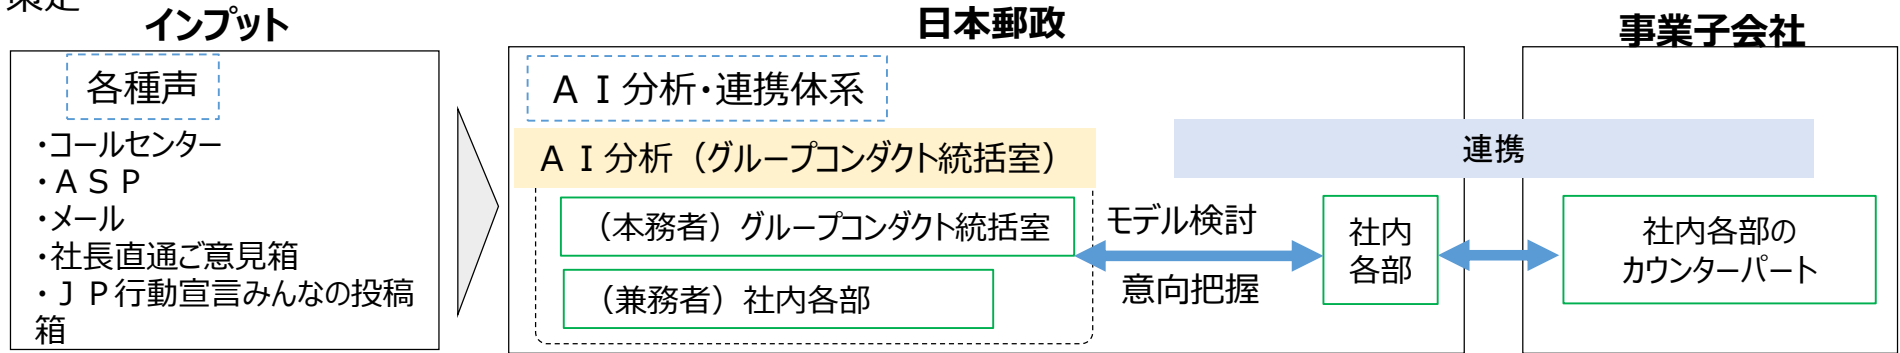 策定
インプット
日本郵政
事業子会社
各種声
・コールセンター
・ＡＳＰ
・メール
・社長直通ご意見箱
・ＪＰ行動宣言みんなの投稿
箱
ＡＩ分析・連携体系
ＡＩ分析（グループコンダクト統括室）
（本務者）グループコンダクト統括室
（兼務者）社内各部
モデル検討
意向把握
連携
社内
各部
社内各部の
カウンターパート